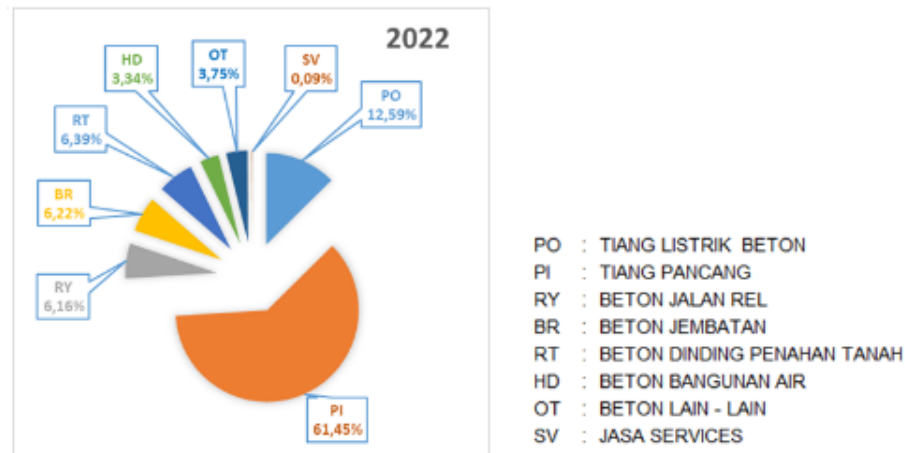 2022
HD
3,34%
OT
3,75%
SV
0,09%
PO
12,59%
RT
6,39%
BR
6,22%
RY
6,16%
PI
61,45%
PO : TIANG LISTRIK BETON
PI : TIANG PANCANG
RY : BETON JALAN REL
BR : BETON JEMBATAN
RT : BETON DINDING PENAHAN TANAH
HD : BETON BANGUNAN AIR
OT : BETON LAIN - LAIN
SV : JASA SERVICES